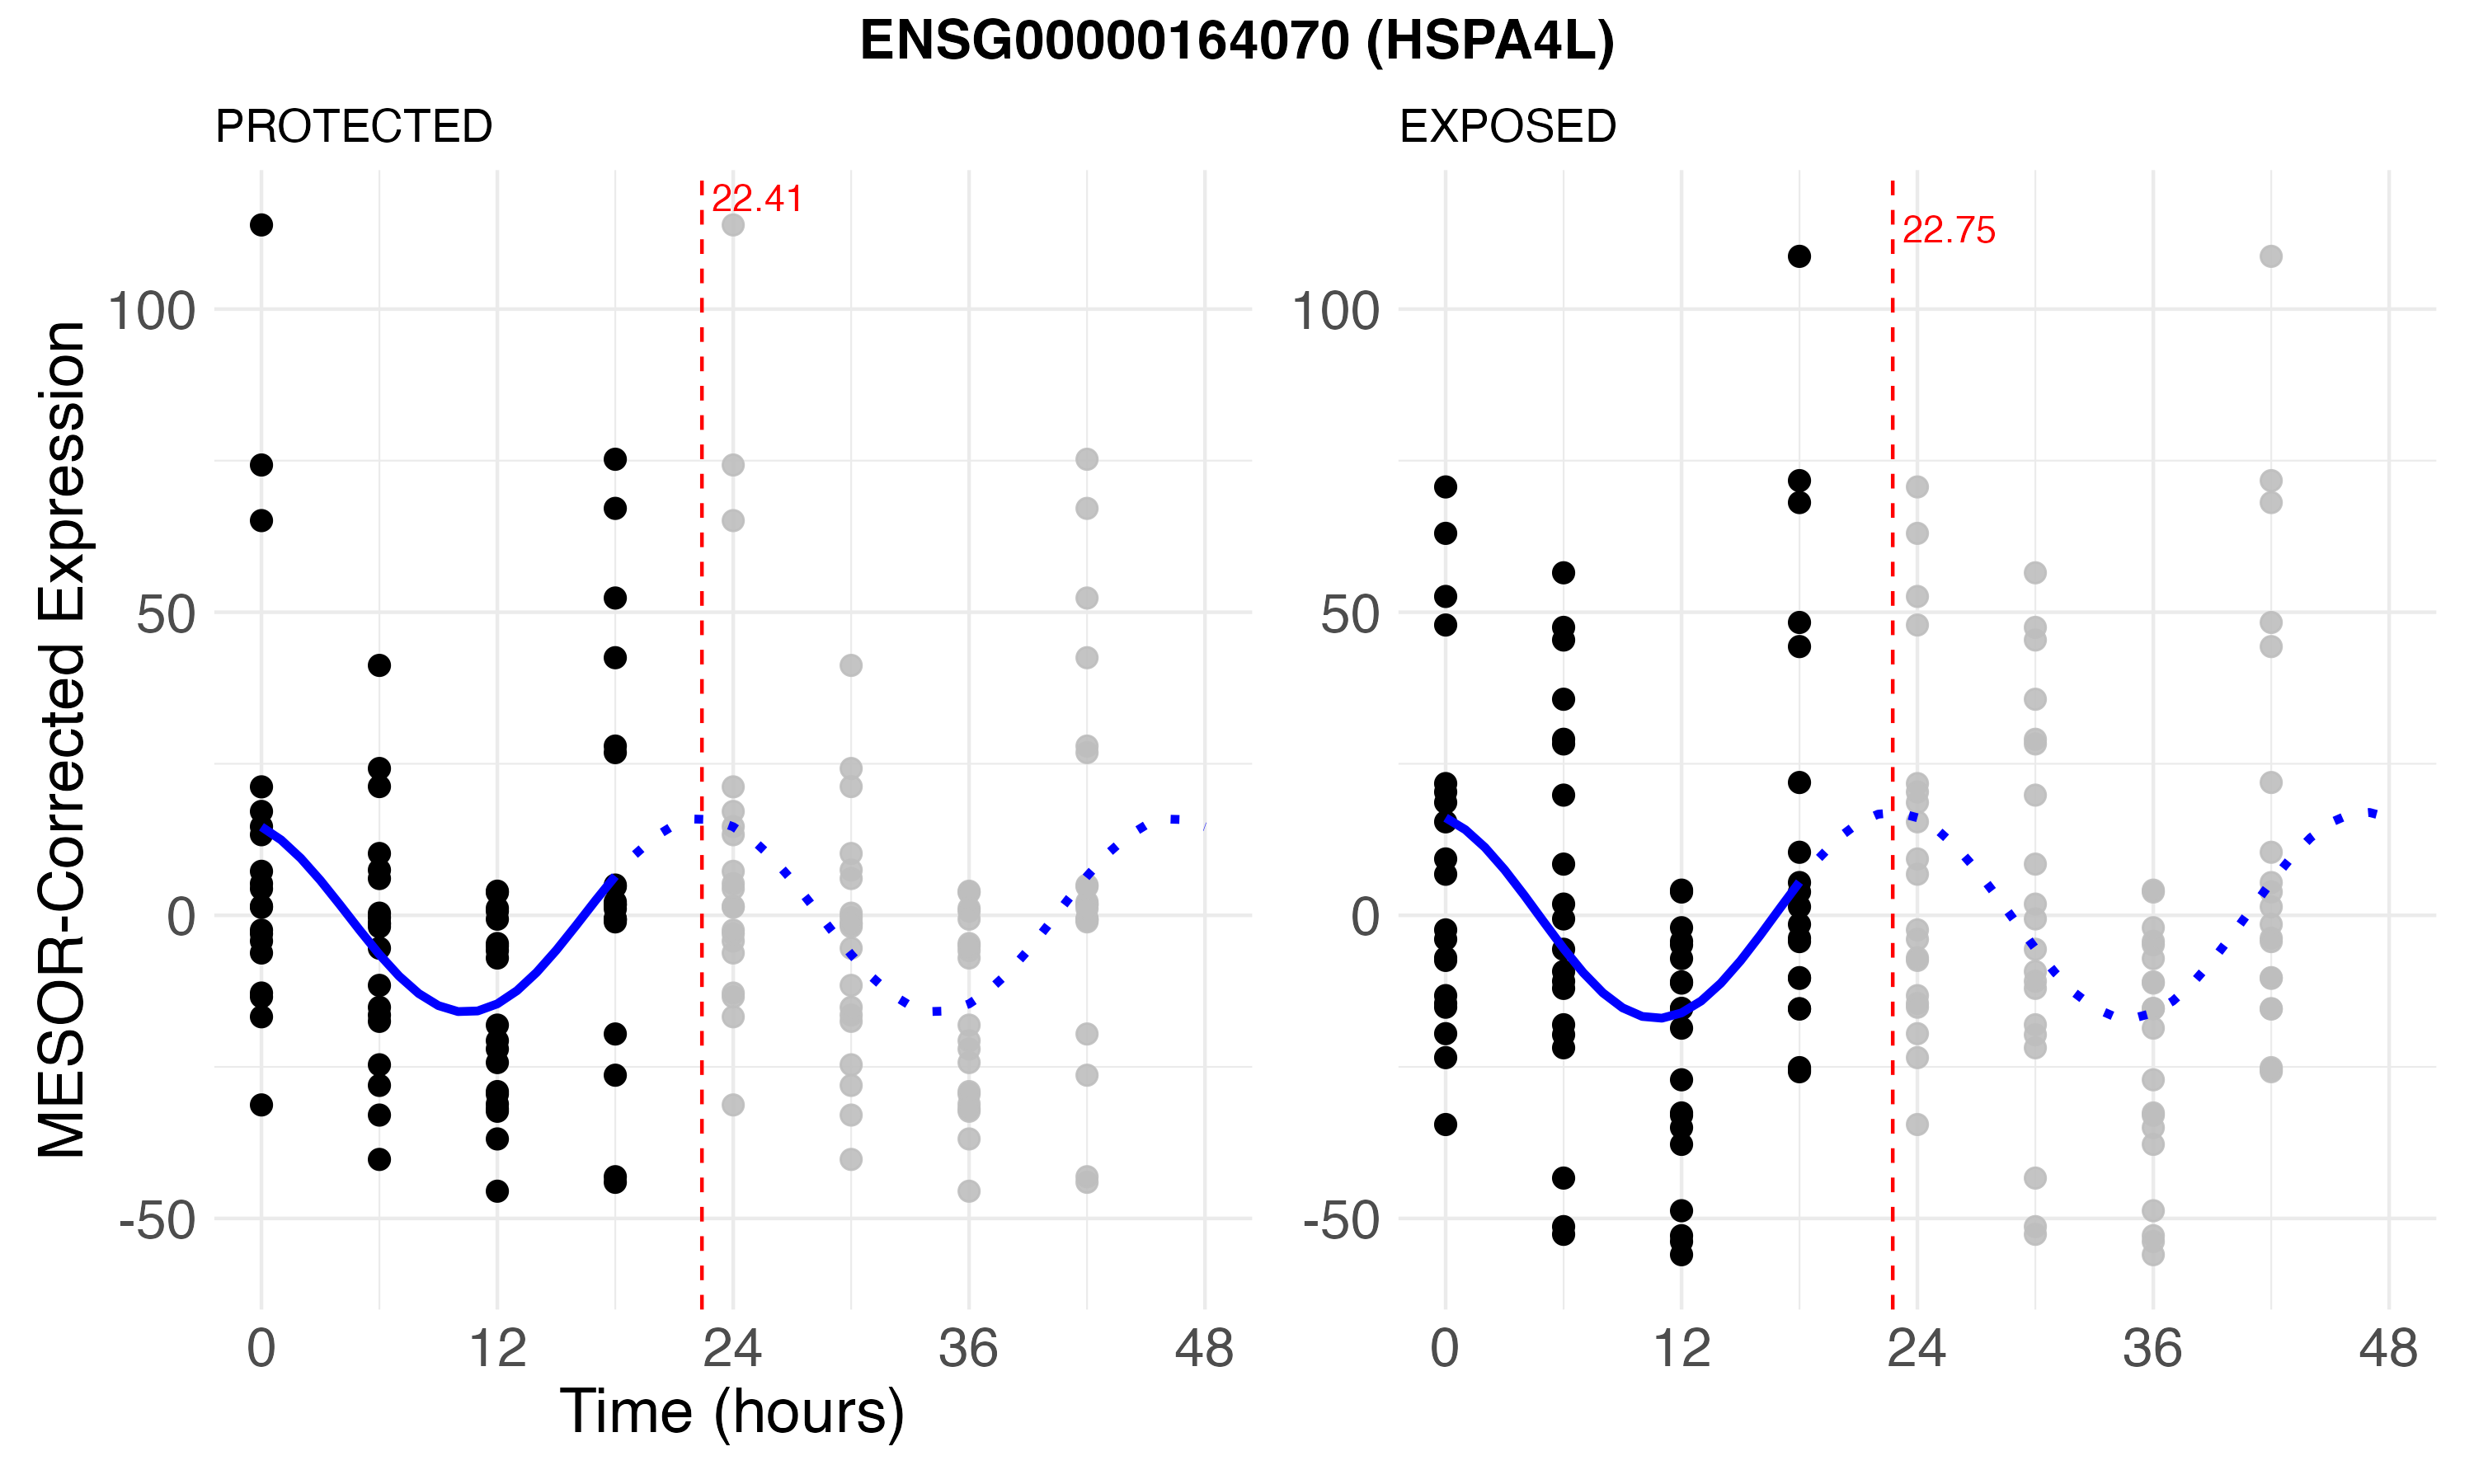 ENSG00000164070 (HSPA4L)
PROTECTED
EXPOSED
MESOR-Corrected Expression
100
50
0
-50
22.41
0 12 24 36 48
Time (hours)
100
50
0
-50
22.75
0 12 24 36 48